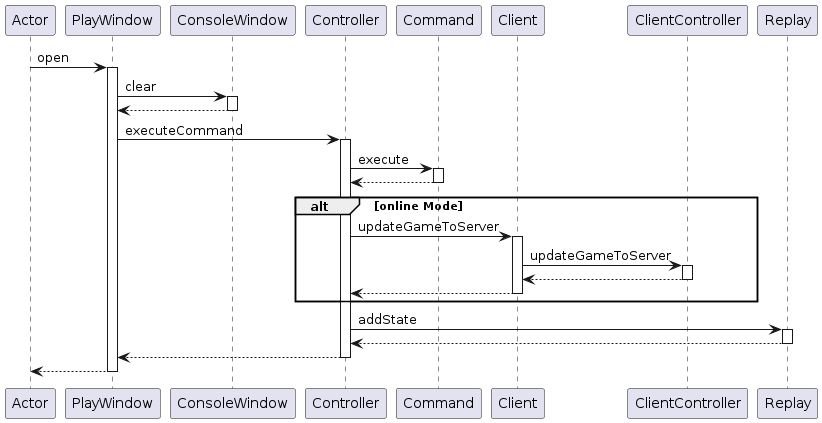 Actor PlayWindow ConsoleWindow Controller Command Client ClientController Replay
open
clear
executeCommand
execute
alt [online Mode]
updateGameToServer
updateGameToServer
addState
Actor PlayWindow ConsoleWindow Controller Command Client ClientController Replay